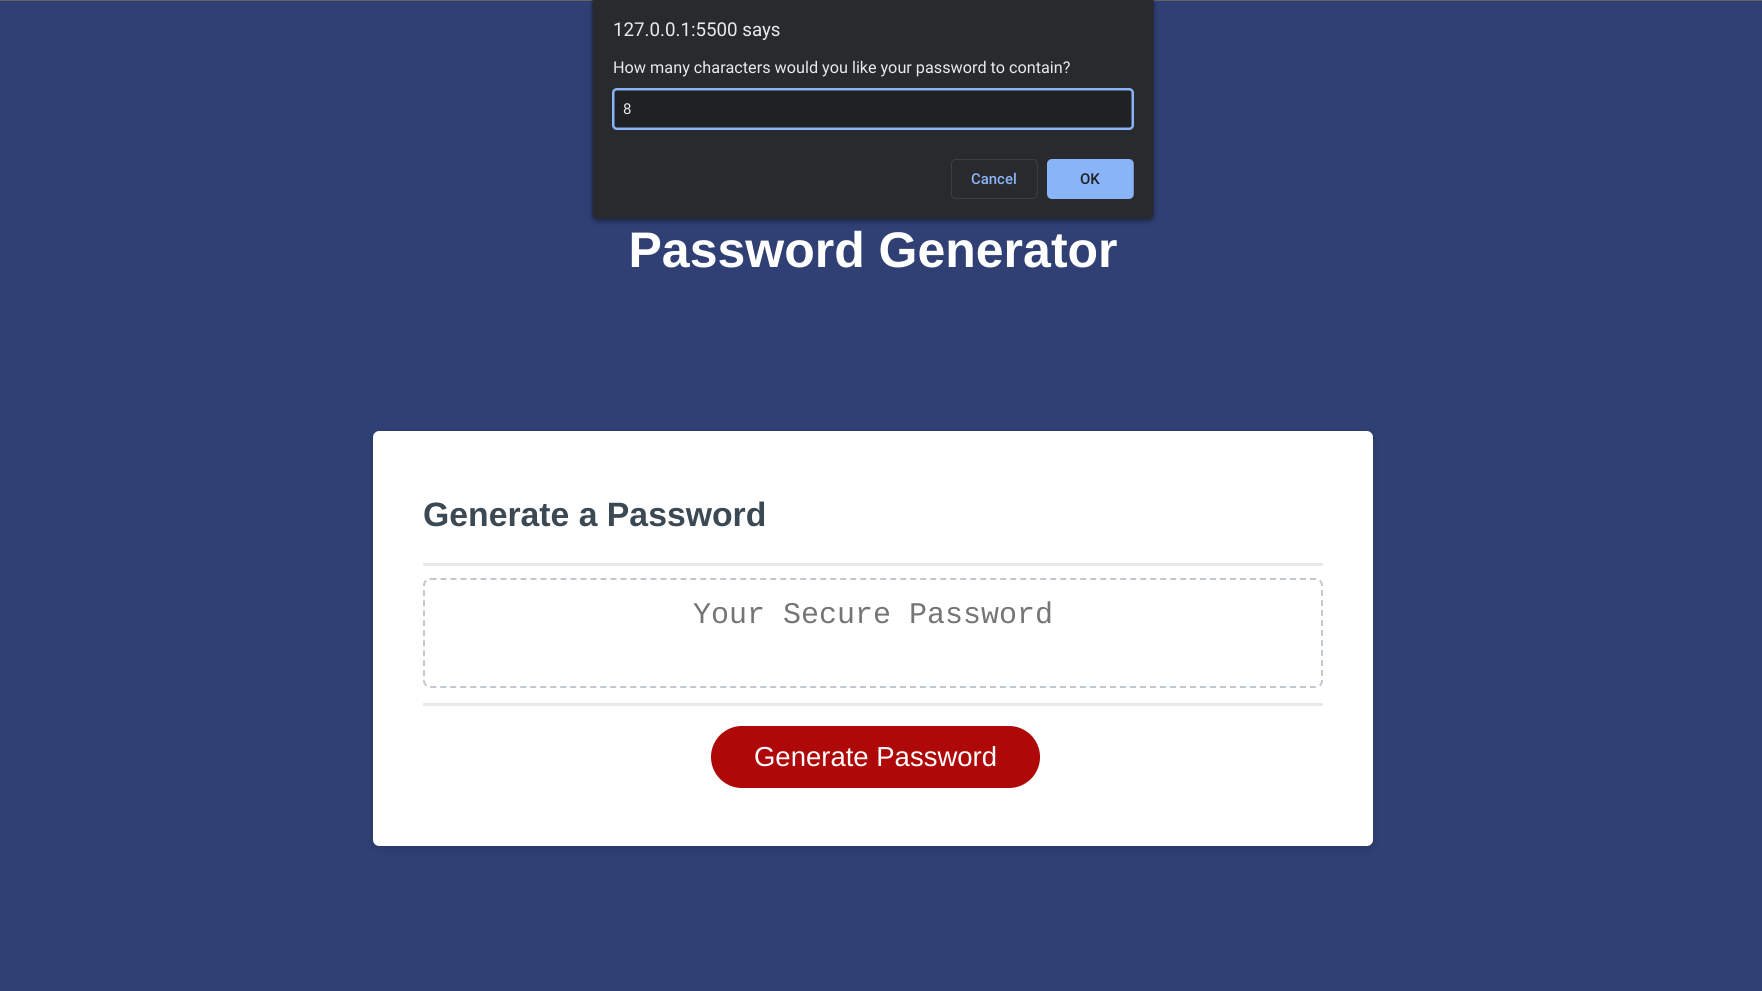 127.0.0.1:5500 says
How many characters would you like your password to contain?
8
Cancel OK
Password Generator
Generate a Password
Your Secure Password
Generate Password